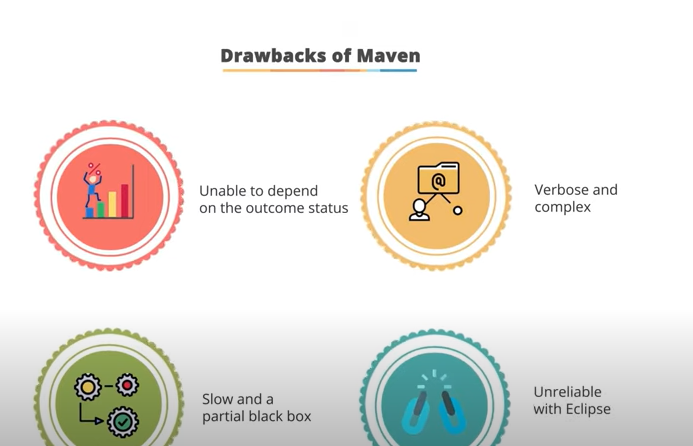 Drawbacks of Maven
Unable to depend
on the outcome status
Verbose and
complex
Slow and a
partial black box
Unreliable
with Eclipse